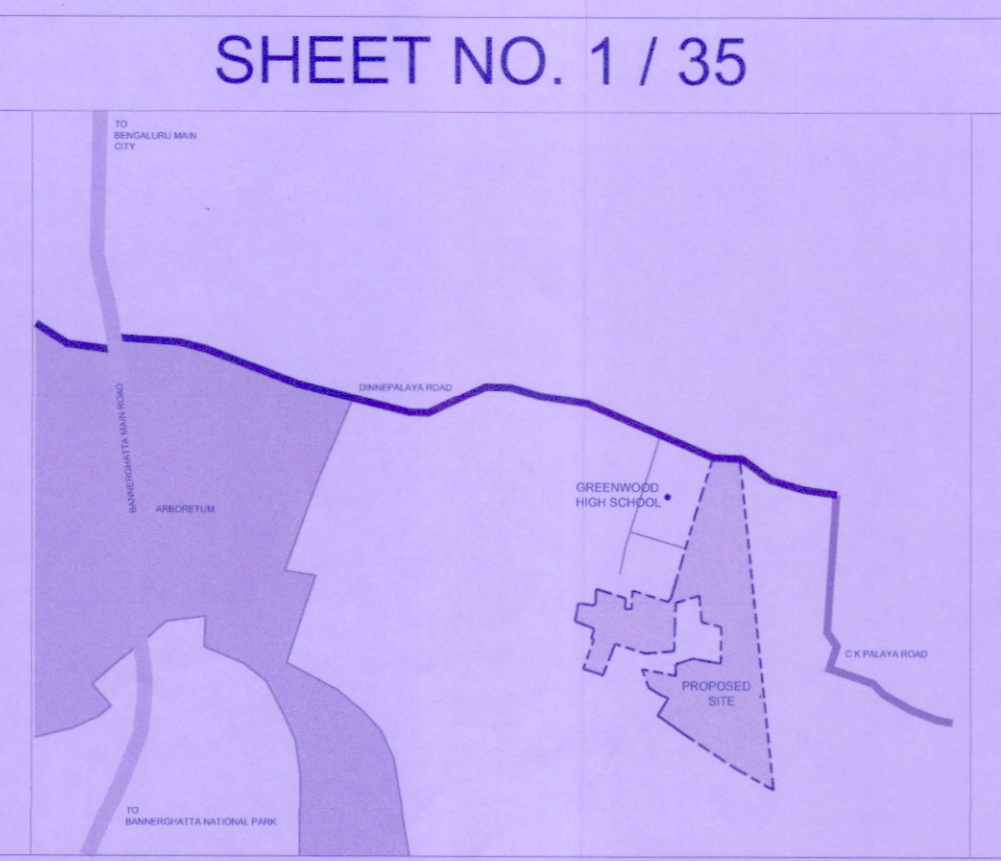 SHEET NO. 1 / 35
TO
BENGALURU MAIN
CITY
DINNEPALAYA ROAD
BANNERGHATTA MAIN ROAD
GREENWOOD
HIGH SCHOOL
ARBORETUM
C K PALAYA ROAD
PROPOSED
SITE
TO
BANNERGHATTA NATIONAL PARK